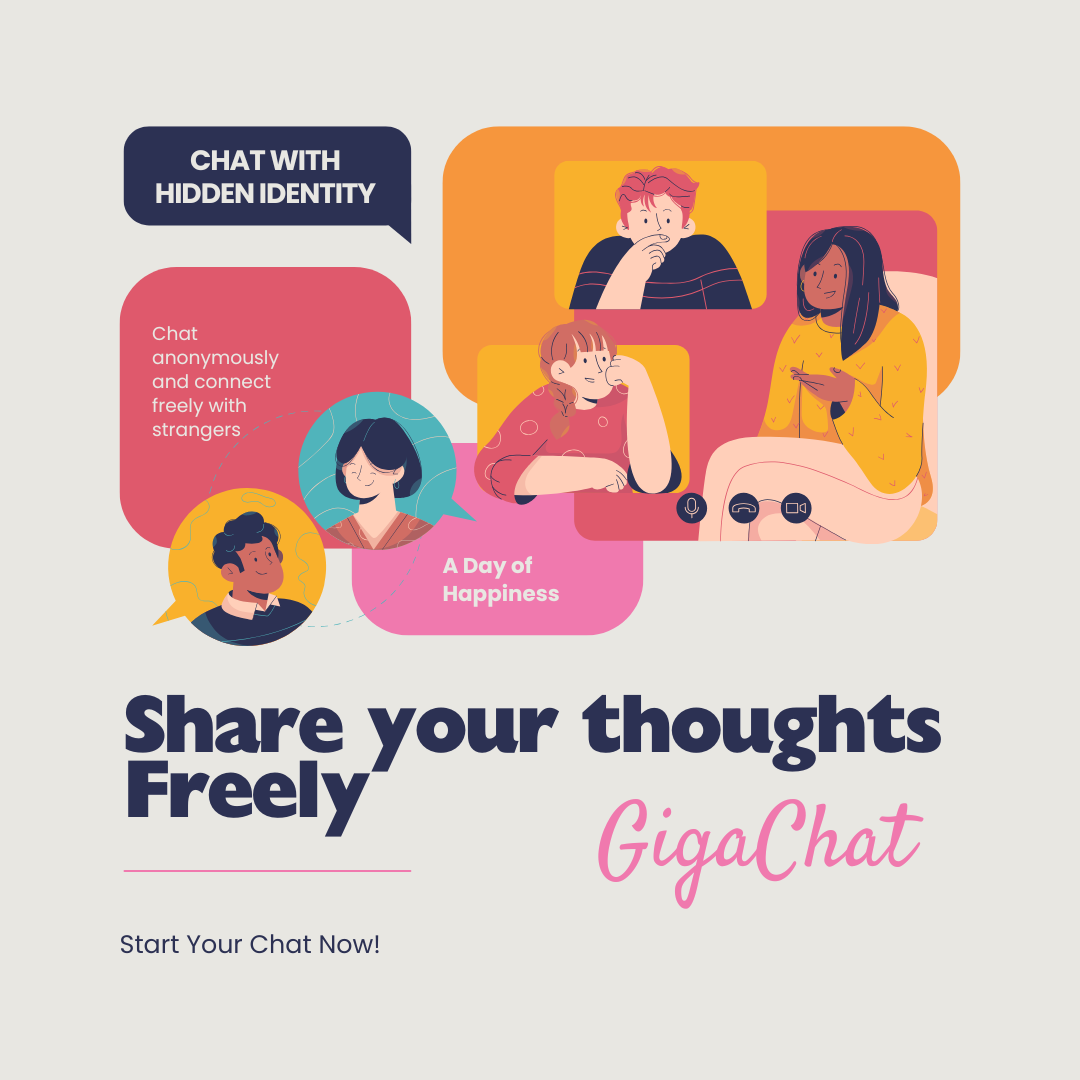 CHAT WITH
HIDDEN IDENTITY
Chat
anonymously
and connect
freely with
strangers
A Day of
Happiness
Share your thoughts
Freely
GigaChat
Start Your Chat Now!